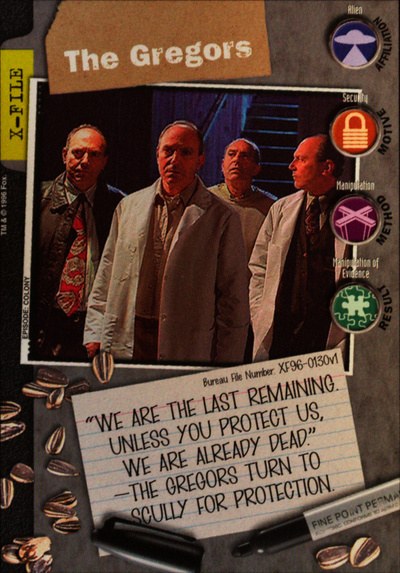 The Gregors
Alien
AFFILIATION
X-FILE
Security
MOTIVE
Manipulation
METHOD
Manipulation of
Evidence
RESULT
TM & © 1996 Fox.
EPISODE: COLONY
Bureau File Number: XF96-0130v1
"WE ARE THE LAST REMAINING.
UNLESS YOU PROTECT US,
WE ARE ALREADY DEAD."
—THE GREGORS TURN TO
SCULLY FOR PROTECTION.
FINE POINT PERMA